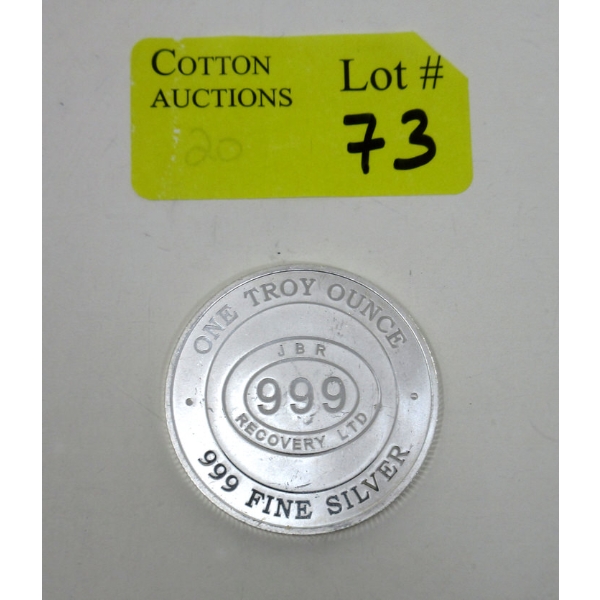 COTTON
AUCTIONS
Lot #
73
20
ONE TROY OUNCE
JBR
999
RECOVERY LTD
999 FINE SILVER